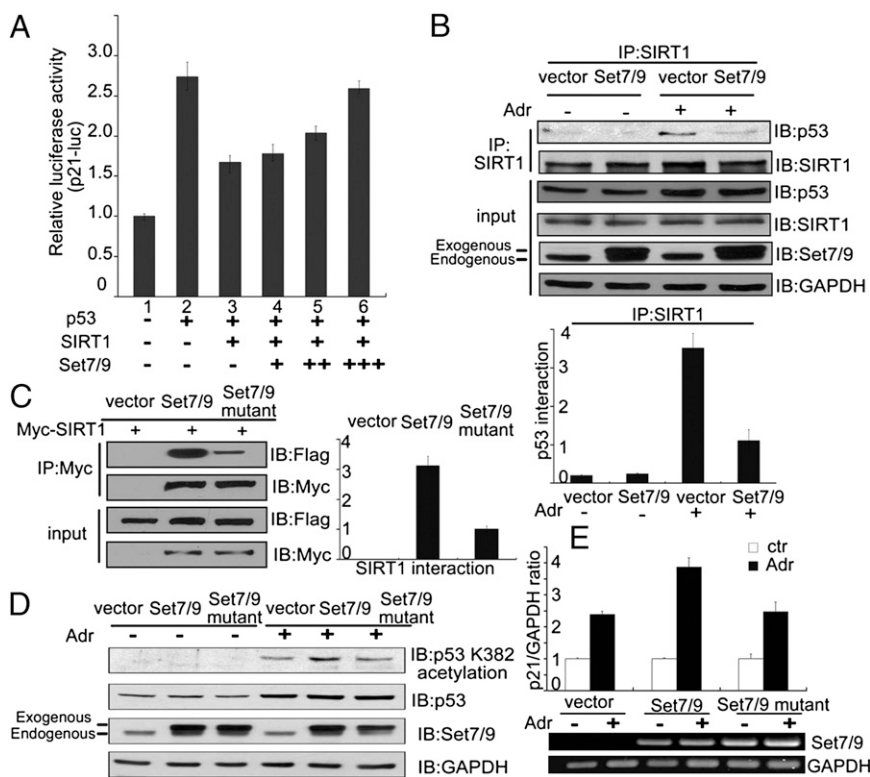 A
Relative luciferase activity
(p21-luc)
3.0
2.5
2.0
1.5
1.0
0
1 2 3 4 5 6
p53 - + + + + +
SIRT1 - - + + + +
Set7/9 - - - + ++ +++
B
IP:SIRT1
vector Set7/9 vector Set7/9
Adr - - + +
IP:
SIRT1
IB:p53
IB:SIRT1
input
IB:p53
IB:SIRT1
Exogenous
Endogenous
IB:Set7/9
IB:GAPDH
IP:SIRT1
p53 interaction
4
3
2
1
0
vector Set7/9 vector Set7/9
Adr - - + +
C
vector Set7/9 Set7/9
mutant
Myc-SIRT1 + + +
IP:Myc
IB:Flag
IB:Myc
input
IB:Flag
IB:Myc
vector Set7/9 Set7/9
mutant
4
3
2
1
0
SIRT1 interaction
D
vector Set7/9 Set7/9
mutant
vector Set7/9 Set7/9
mutant
Adr - - - + + +
IB:p53 K382
acetylation
IB:p53
Exogenous
Endogenous
IB:Set7/9
IB:GAPDH
E
ctr
Adr
p21/GAPDH ratio
4
3
2
1
0
vector Set7/9 Set7/9 mutant
Adr - + - + - +
Set7/9
GAPDH